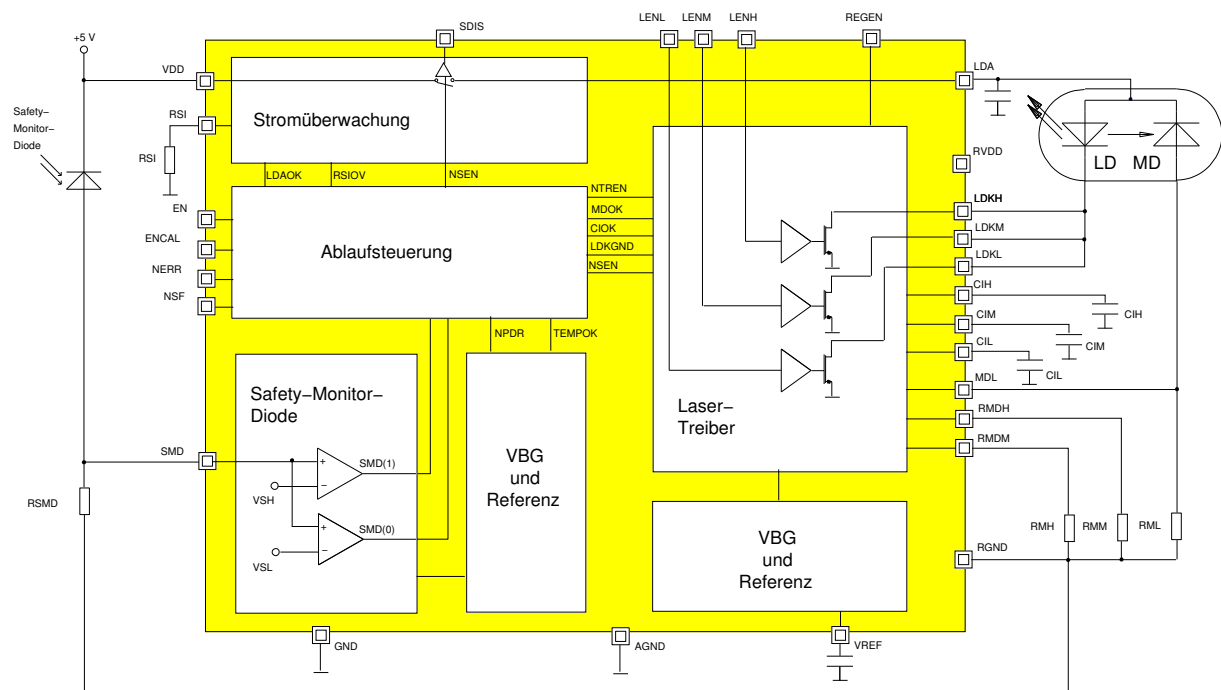 SDIS
LENL
LENM
LENH
REGEN
+5 V
VDD
LDA
Safety–
Monitor–
Diode
RSI
RSI
Stromüberwachung
LDAOK
RSIOV
NSEN
RVDD
LD
MD
EN
ENCAL
NERR
NSF
Ablaufsteuerung
NTREN
MDOK
CIOK
LDKGND
NSEN
LDKH
LDKM
LDKL
CIH
CIH
CIM
CIM
CIL
CIL
MDL
RMDH
RMDM
NPDR
TEMPOK
Safety–Monitor–
Diode
Laser–
Treiber
SMD
RSMD
SMD(1)
VSH
SMD(0)
VSL
+
–
+
–
VBG
und
Referenz
VBG
und
Referenz
RMH
RMM
RML
RGND
GND
AGND
VREF